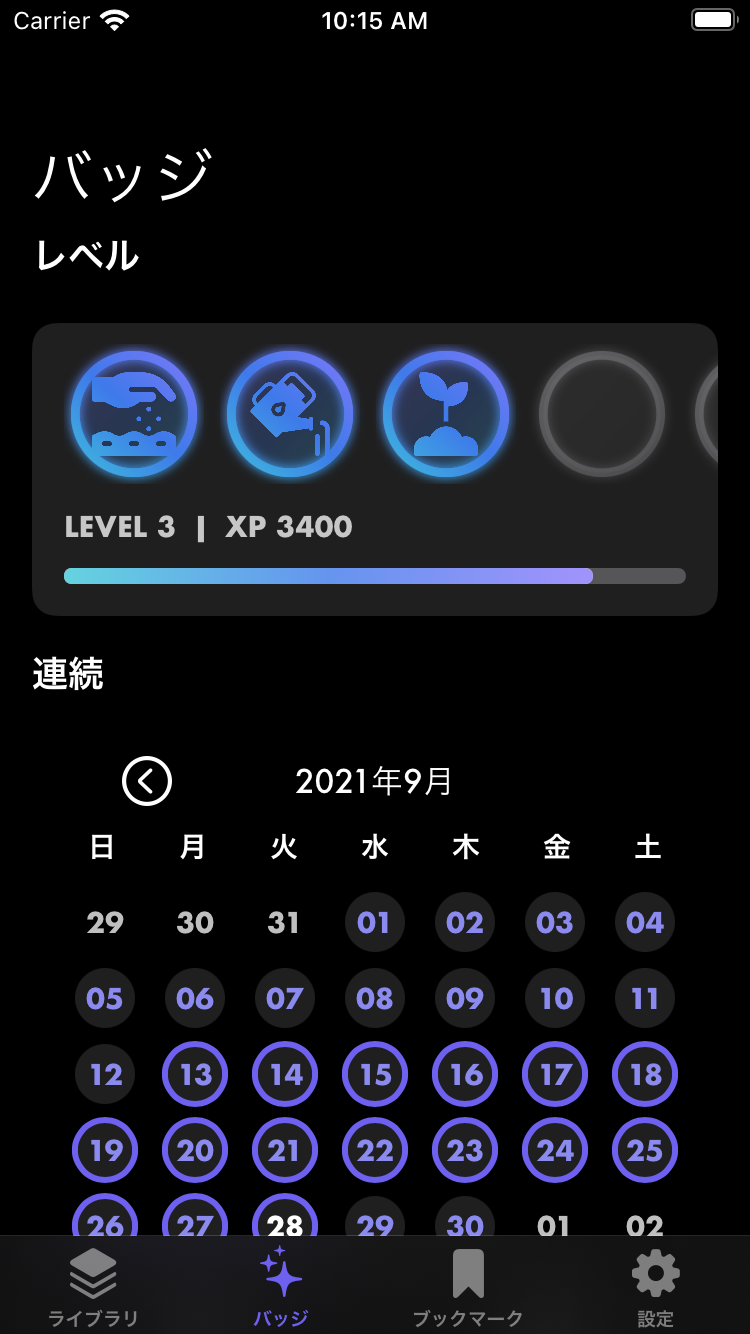 Carrier 10:15 AM
バッジ
レベル
LEVEL 3 | XP 3400
連続
2021年9月
日 月 火 水 木 金 土
29 30 31 01 02 03 04
05 06 07 08 09 10 11
12 13 14 15 16 17 18
19 20 21 22 23 24 25
26 27 28 29 30 01 02
ライブラリ バッジ ブックマーク 設定